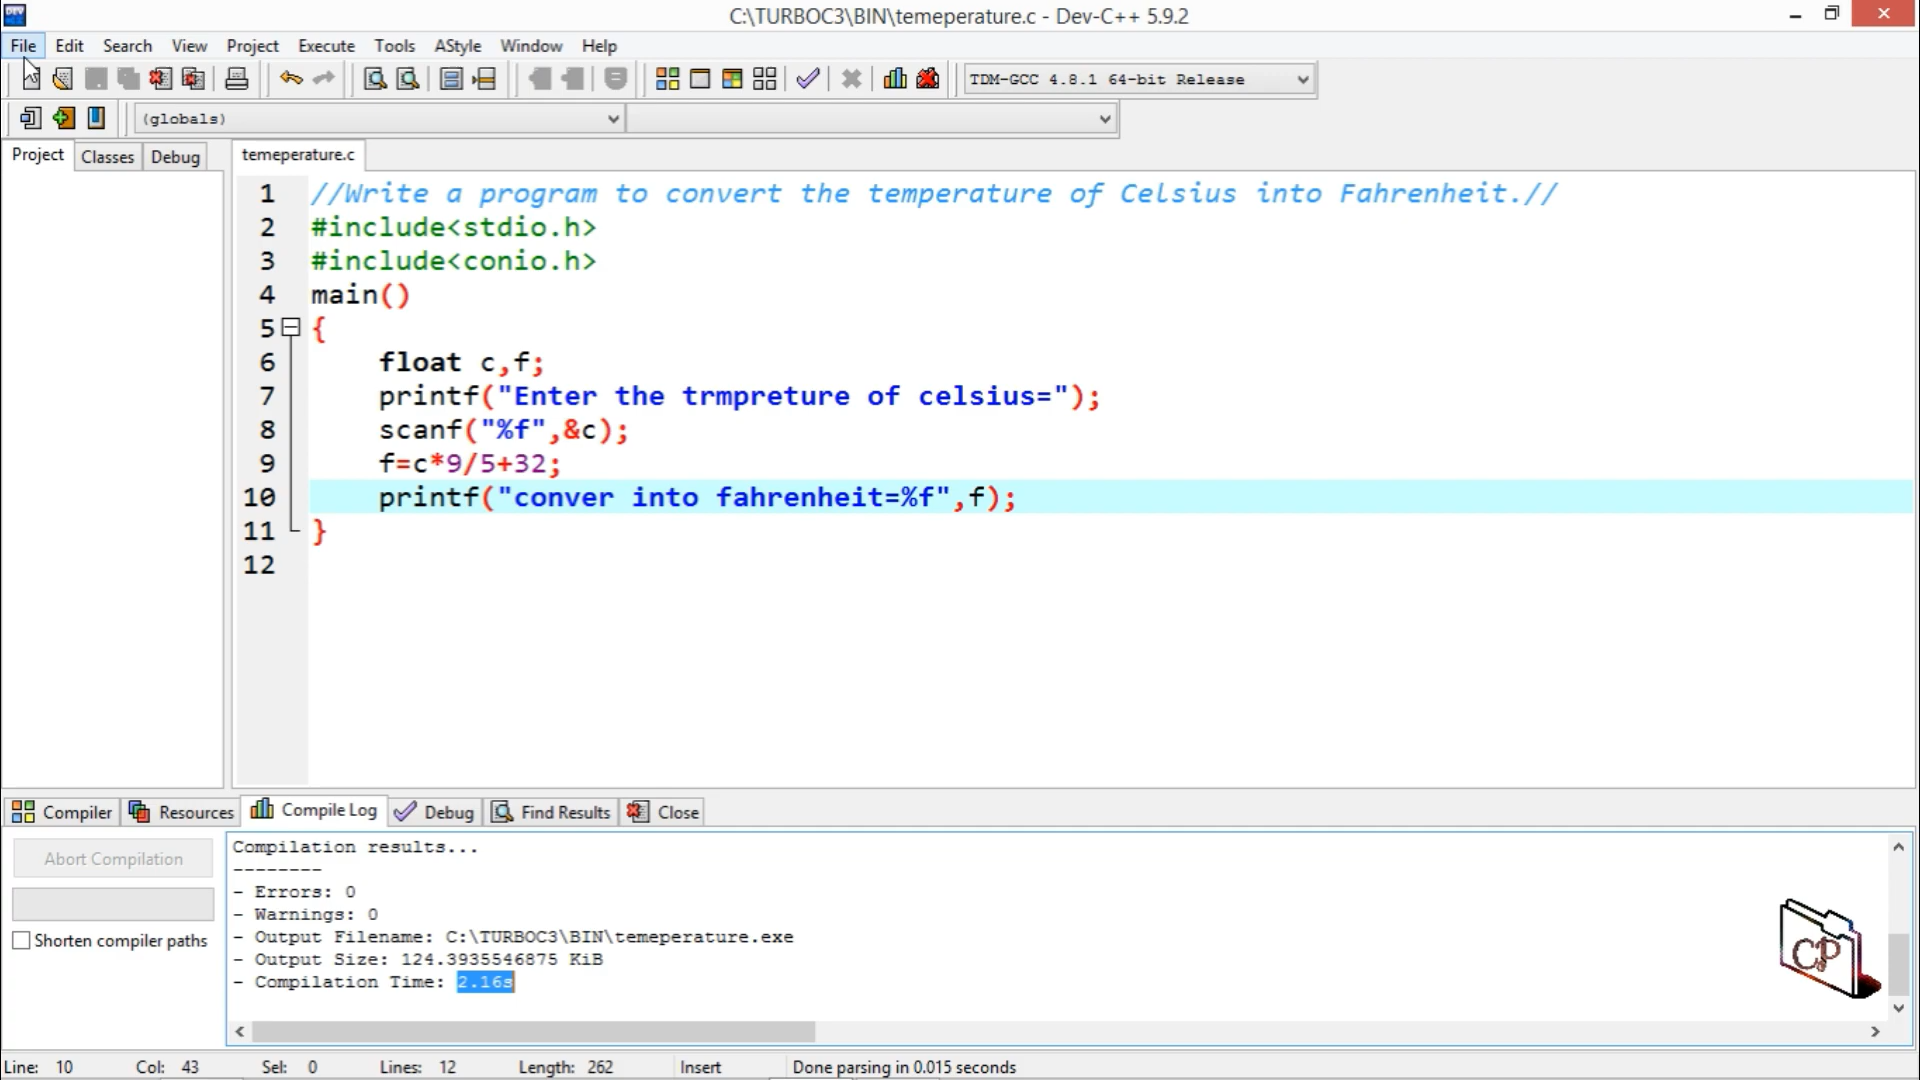 C:\TURBOC3\BIN\temeperature.c - Dev-C++ 5.9.2
File Edit Search View Project Execute Tools AStyle Window Help
TDM-GCC 4.8.1 64-bit Release
(globals)
Project Classes Debug
temeperature.c
1 //Write a program to convert the temperature of Celsius into Fahrenheit.//
2 #include<stdio.h>
3 #include<conio.h>
4 main()
5 {
6 float c,f;
7 printf("Enter the trmpreture of celsius=");
8 scanf("%f",&c);
9 f=c*9/5+32;
10 printf("conver into fahrenheit=%f",f);
11 }
12
Compiler Resources Compile Log Debug Find Results Close
Abort Compilation
Shorten compiler paths
Compilation results...
--------
- Errors: 0
- Warnings: 0
- Output Filename: C:\TURBOC3\BIN\temeperature.exe
- Output Size: 124.3935546875 KiB
- Compilation Time: 2.16s
CP
Line: 10 Col: 43 Sel: 0 Lines: 12 Length: 262 Insert Done parsing in 0.015 seconds